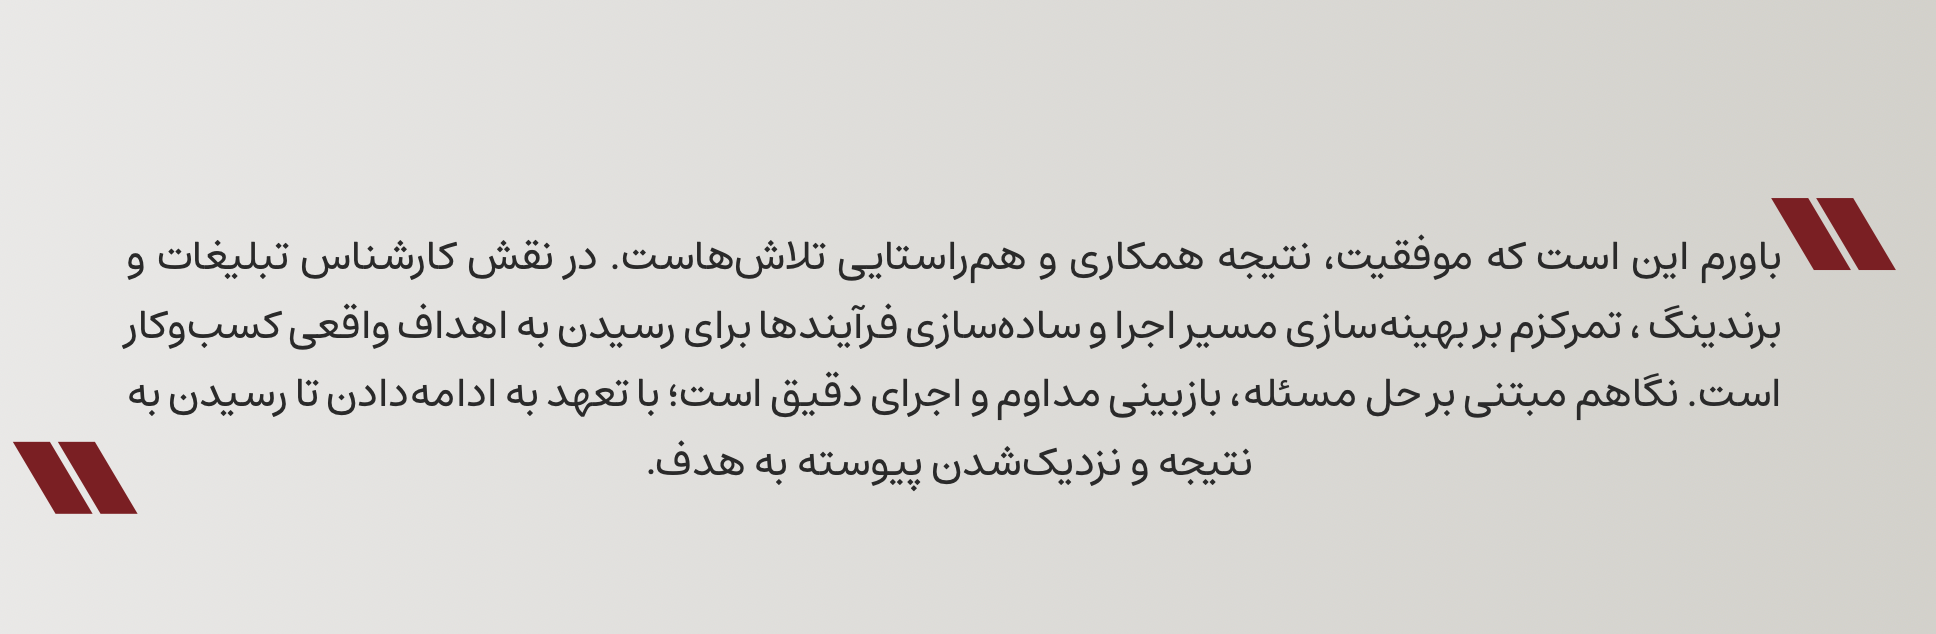 باورم این است که موفقیت، نتیجه همکاری و هم‌راستایی تلاش‌هاست. در نقش کارشناس تبلیغات و
برندینگ ، تمرکزم بر بهینه‌سازی مسیر اجرا و ساده‌سازی فرآیندها برای رسیدن به اهداف واقعی کسب‌وکار
است. نگاهم مبتنی بر حل مسئله، بازبینی مداوم و اجرای دقیق است؛ با تعهد به ادامه‌دادن تا رسیدن به
نتیجه و نزدیک‌شدن پیوسته به هدف.